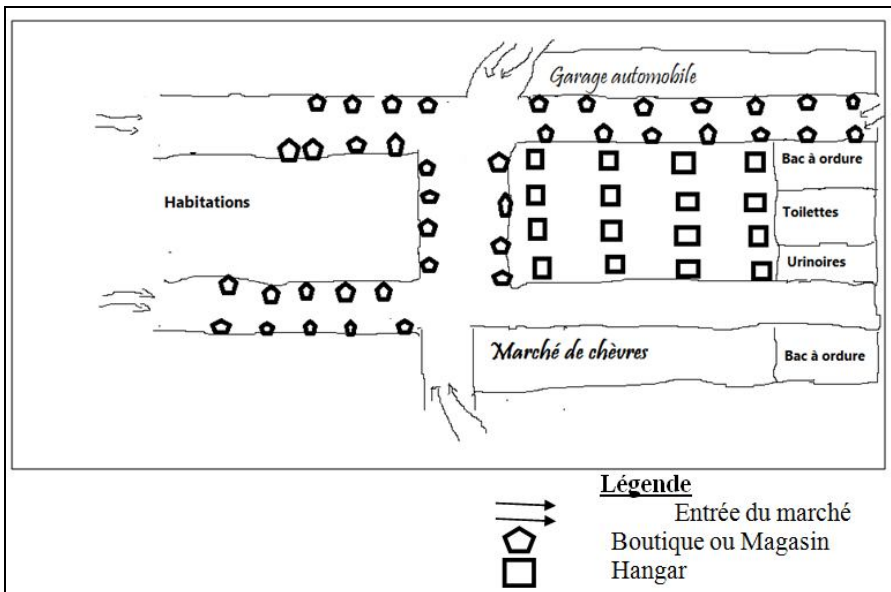 Garage automobile
Bac à ordure
Habitations
Toilettes
Urinoires
Marché de chèvres
Bac à ordure
Légende
Entrée du marché
Boutique ou Magasin
Hangar